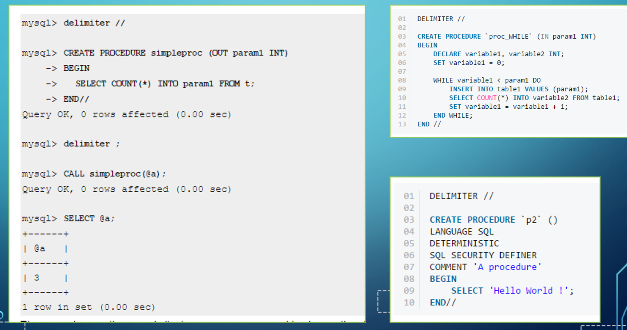 mysql> delimiter //
mysql> CREATE PROCEDURE simpleproc (OUT param1 INT)
    -> BEGIN
    ->   SELECT COUNT(*) INTO param1 FROM t;
    -> END//
Query OK, 0 rows affected (0.00 sec)
mysql> delimiter ;
mysql> CALL simpleproc(@a);
Query OK, 0 rows affected (0.00 sec)
mysql> SELECT @a;
+------+
| @a   |
+------+
| 3    |
+------+
1 row in set (0.00 sec)
01 DELIMITER //
02
03 CREATE PROCEDURE `proc_WHILE` (IN param1 INT)
04 BEGIN
05     DECLARE variable1, variable2 INT;
06     SET variable1 = 0;
07
08     WHILE variable1 < param1 DO
09         INSERT INTO table1 VALUES (param1);
10         SELECT COUNT(*) INTO variable2 FROM table1;
11         SET variable1 = variable1 + 1;
12     END WHILE;
13 END //
01 DELIMITER //
02
03 CREATE PROCEDURE `p2` ()
04 LANGUAGE SQL
05 DETERMINISTIC
06 SQL SECURITY DEFINER
07 COMMENT 'A procedure'
08 BEGIN
09     SELECT 'Hello World !';
10 END//